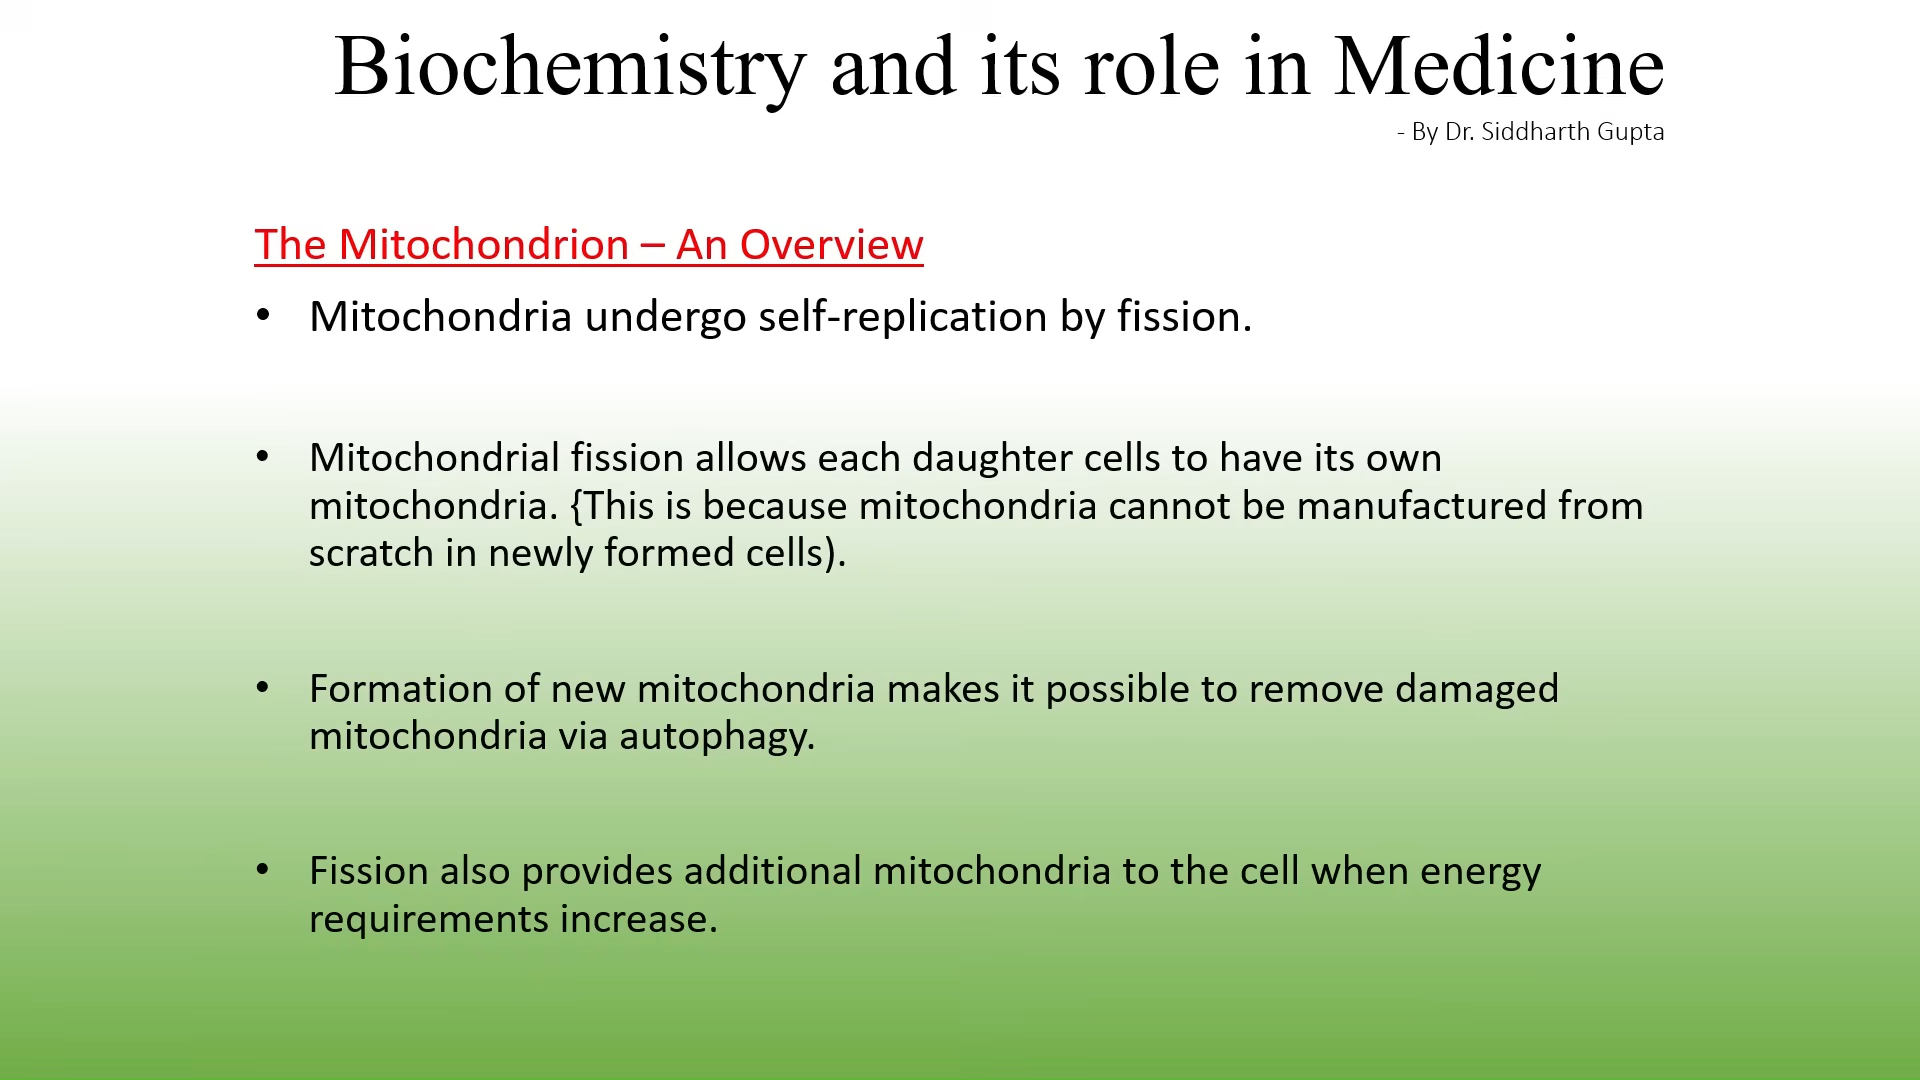 Biochemistry and its role in Medicine
- By Dr. Siddharth Gupta
The Mitochondrion – An Overview
• Mitochondria undergo self-replication by fission.
• Mitochondrial fission allows each daughter cells to have its own
mitochondria. {This is because mitochondria cannot be manufactured from
scratch in newly formed cells).
• Formation of new mitochondria makes it possible to remove damaged
mitochondria via autophagy.
• Fission also provides additional mitochondria to the cell when energy
requirements increase.